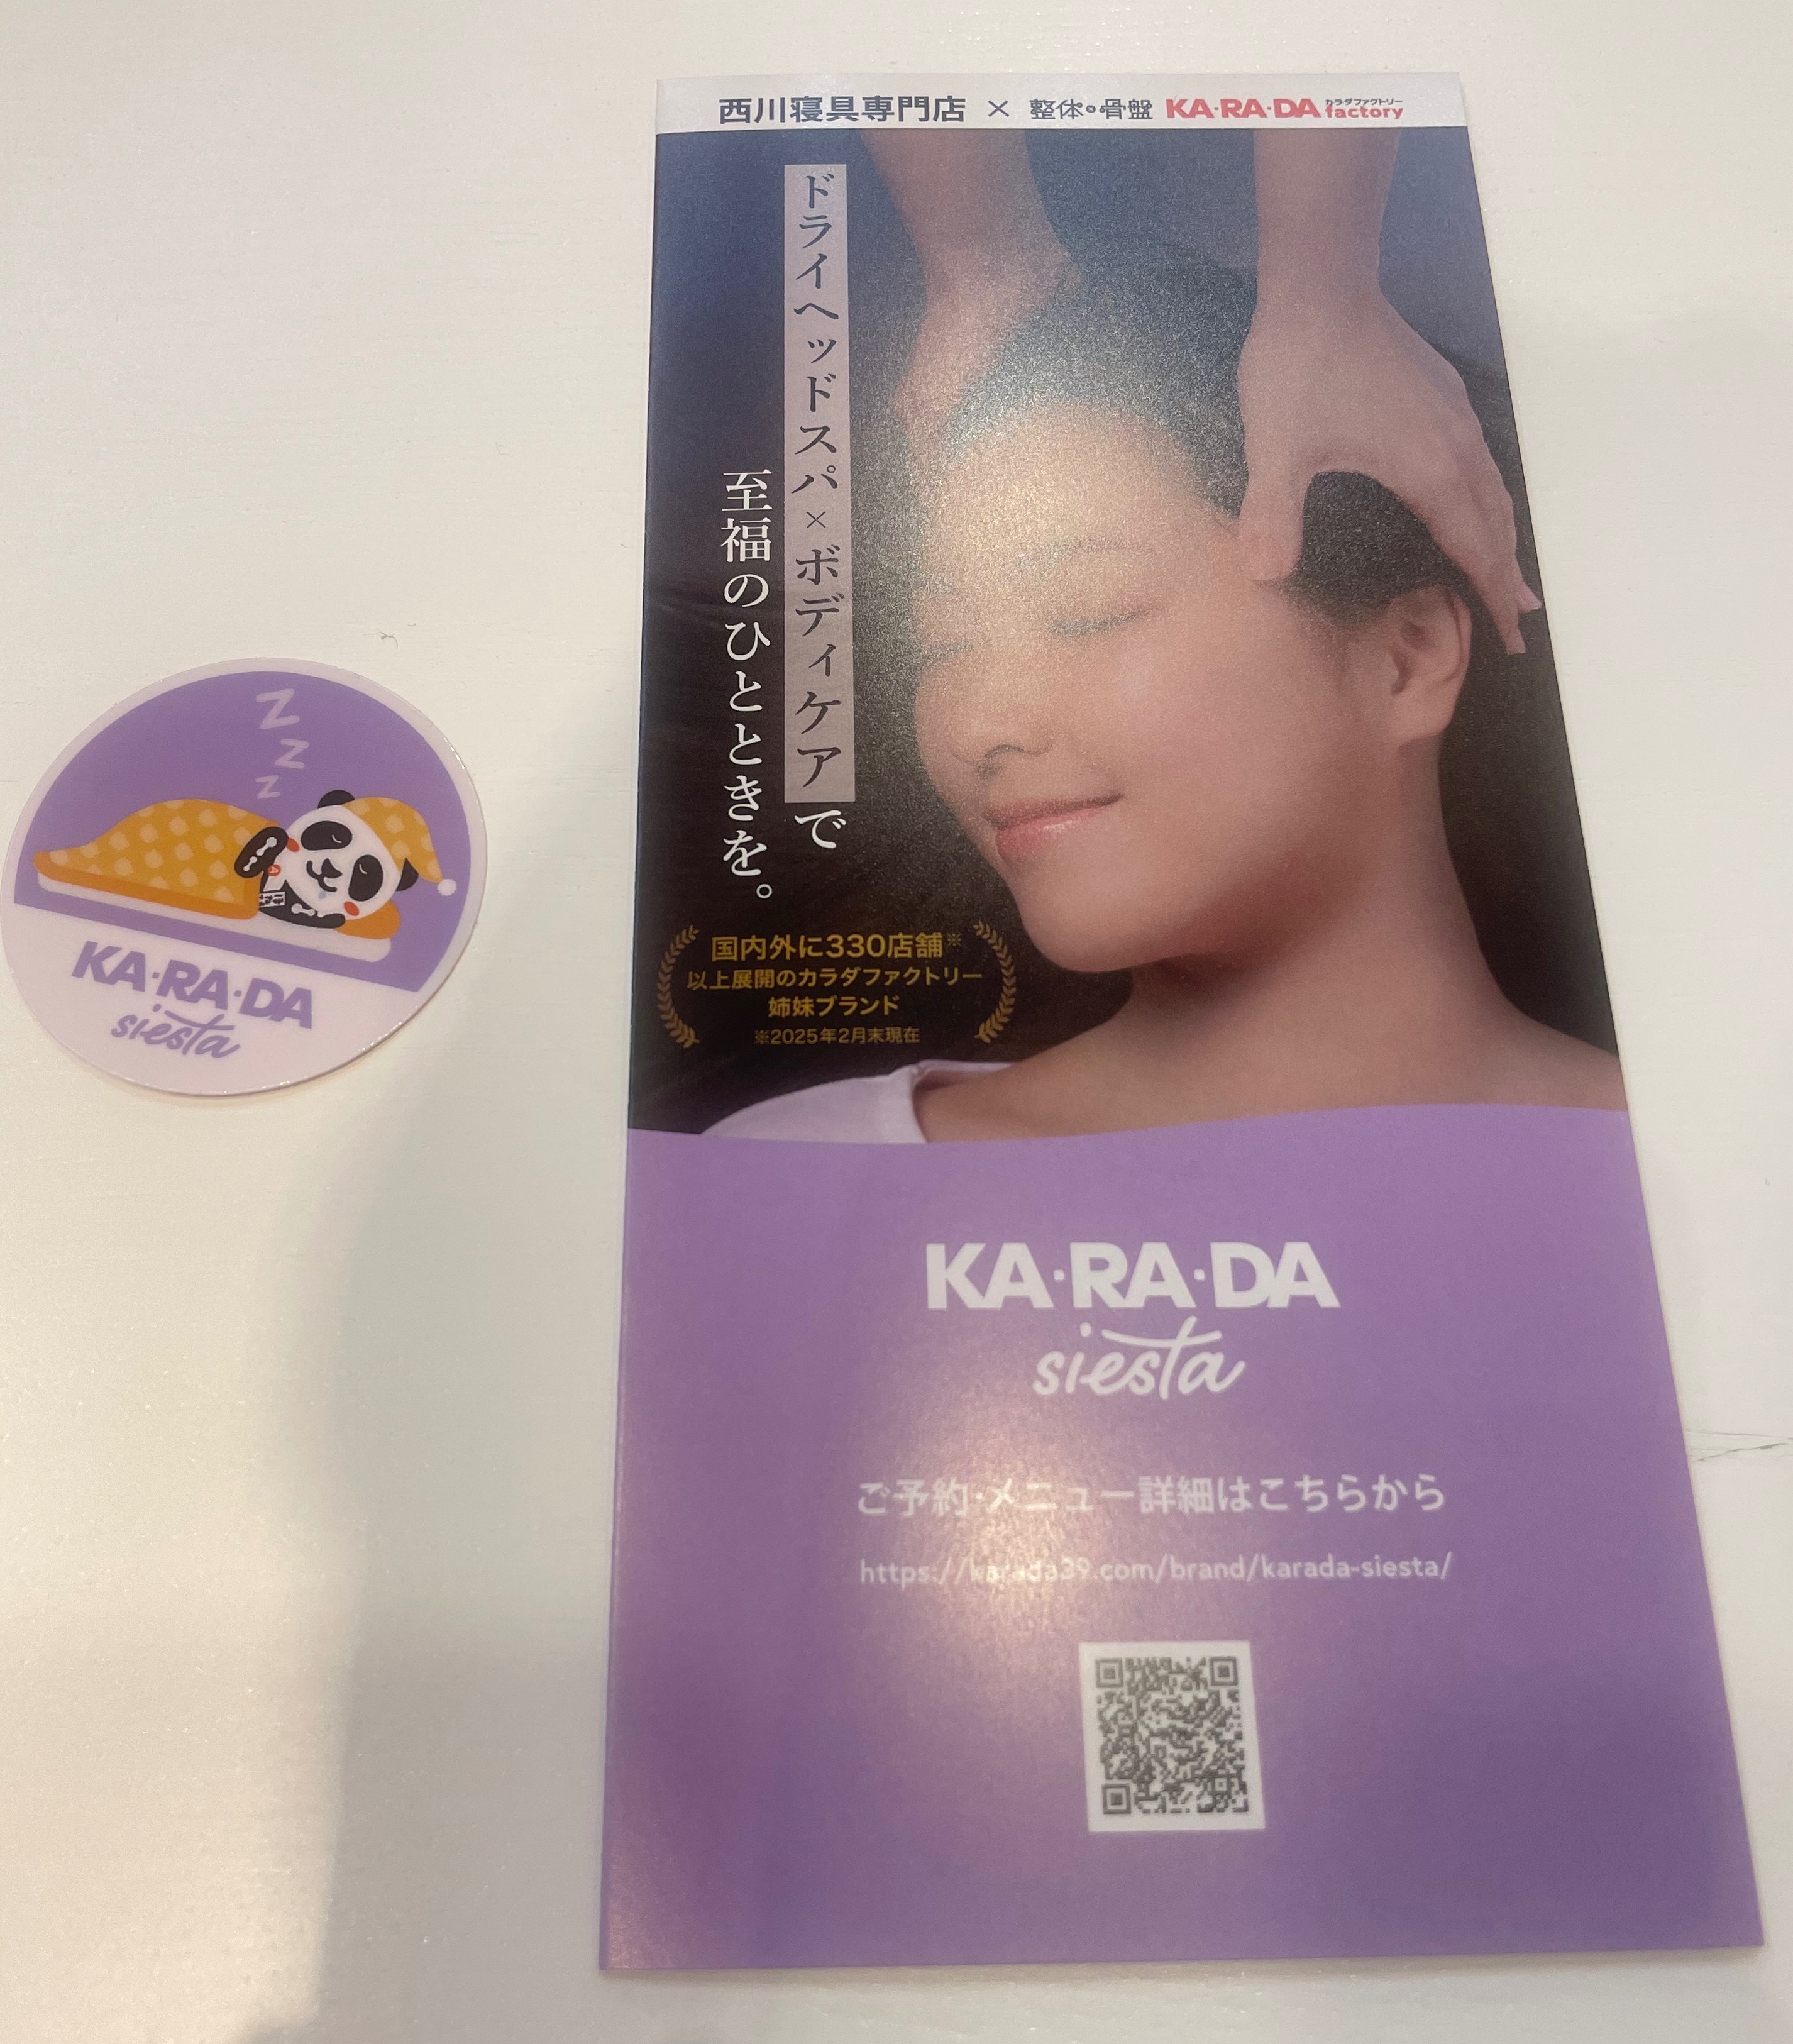 Z
Z
Z
KA·RA·DA
siesta
西川寝具専門店 × 整体・骨盤 KA·RA·DA カラダファクトリー factory
ドライヘッドスパ×ボディケアで
至福のひとときを。
国内外に330店舗※
以上展開のカラダファクトリー
姉妹ブランド
※2025年2月末現在
KA·RA·DA
siesta
ご予約・メニュー詳細はこちらから
https://karada39.com/brand/karada-siesta/